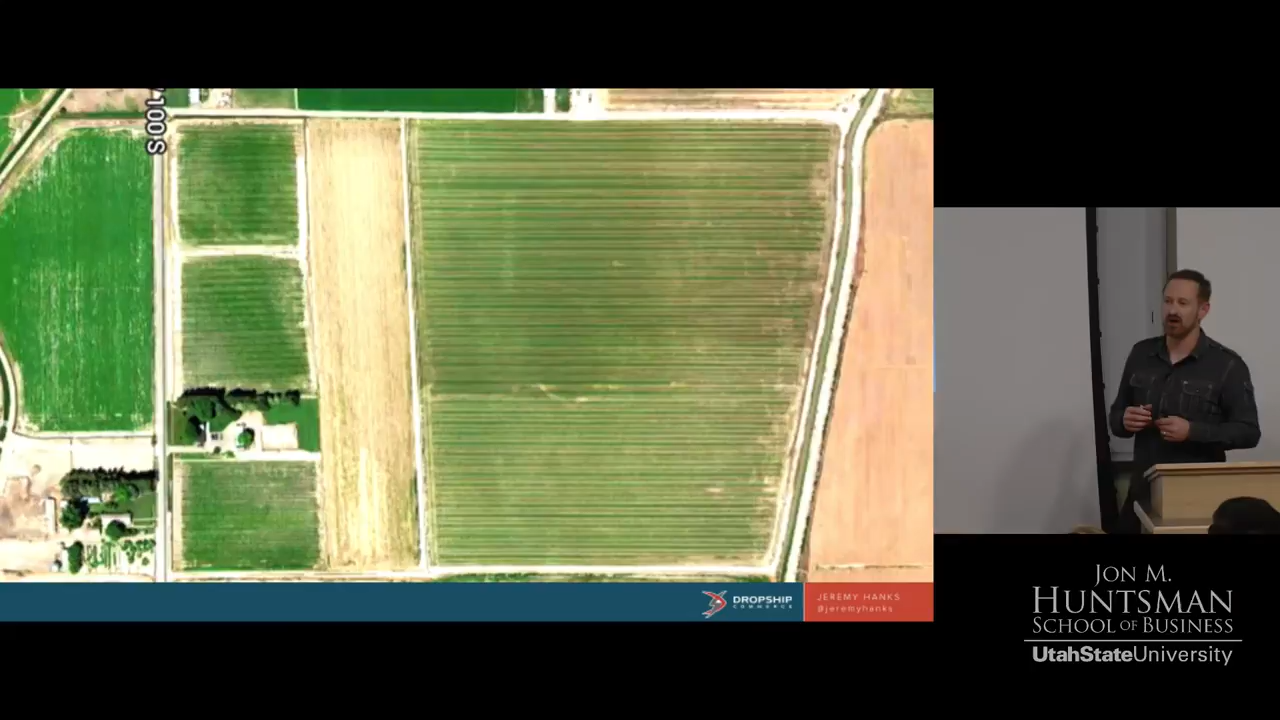 100 S
DROPSHIP
COMMERCE
JEREMY HANKS
@jeremyhanks
JON M.
HUNTSMAN
SCHOOL OF BUSINESS
UtahStateUniversity